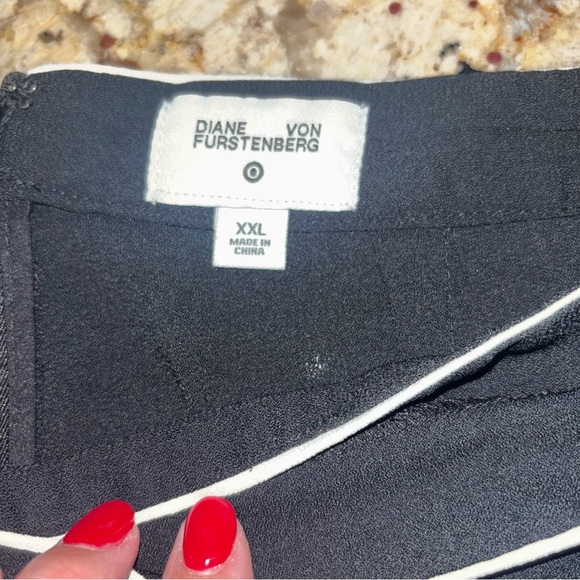 DIANE VON
FURSTENBERG
XXL
MADE IN
CHINA